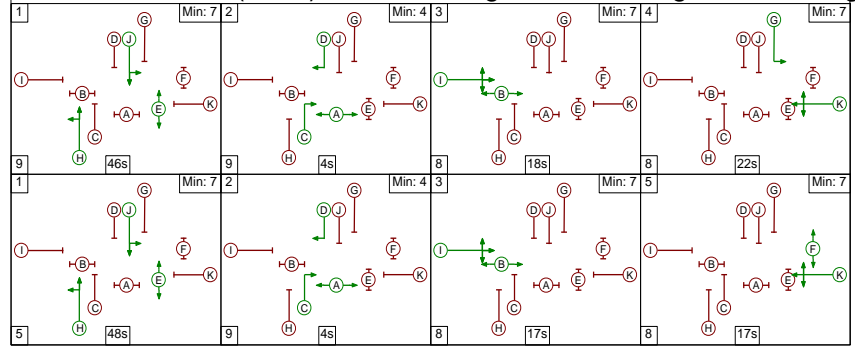 1 Min: 7
G
D J
I F
B
E K
A
C
H
9 46s
2 Min: 4
G
D J
I F
B
E K
A
C
H
9 4s
3 Min: 7
G
D J
I F
B
E K
A
C
H
8 18s
4 Min: 7
G
D J
I F
B
E K
A
C
H
8 22s
1 Min: 7
G
D J
I F
B
E K
A
C
H
5 48s
2 Min: 4
G
D J
I F
B
E K
A
C
H
9 4s
3 Min: 7
G
D J
I F
B
E K
A
C
H
8 17s
5 Min: 7
G
D J
I F
B
E K
A
C
H
8 17s